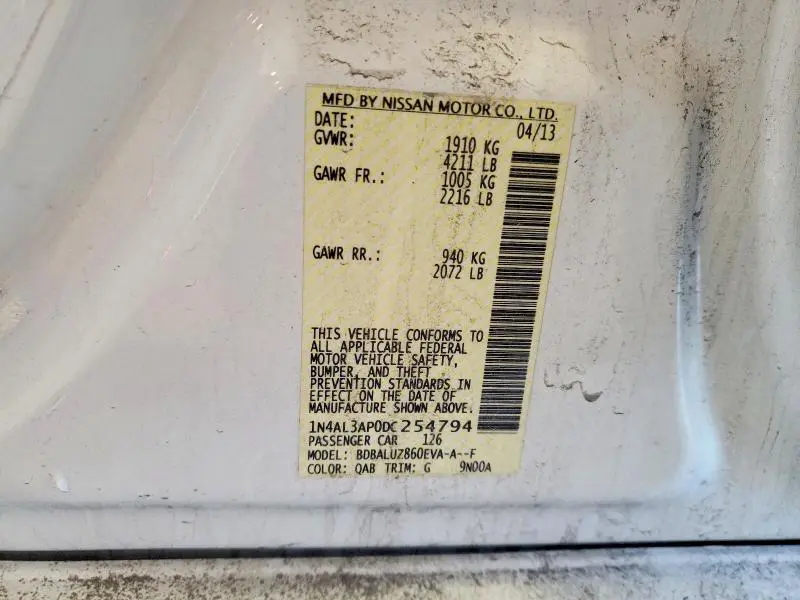 MFD BY NISSAN MOTOR CO., LTD.
DATE: 04/13
GVWR: 1910 KG
4211 LB
GAWR FR.: 1005 KG
2216 LB
GAWR RR.: 940 KG
2072 LB
THIS VEHICLE CONFORMS TO
ALL APPLICABLE FEDERAL
MOTOR VEHICLE SAFETY,
BUMPER, AND THEFT
PREVENTION STANDARDS IN
EFFECT ON THE DATE OF
MANUFACTURE SHOWN ABOVE.
1N4AL3AP0DC254794
PASSENGER CAR 126
MODEL: BDBALUZ860EVA-A--F
COLOR: QAB TRIM: G 9N00A